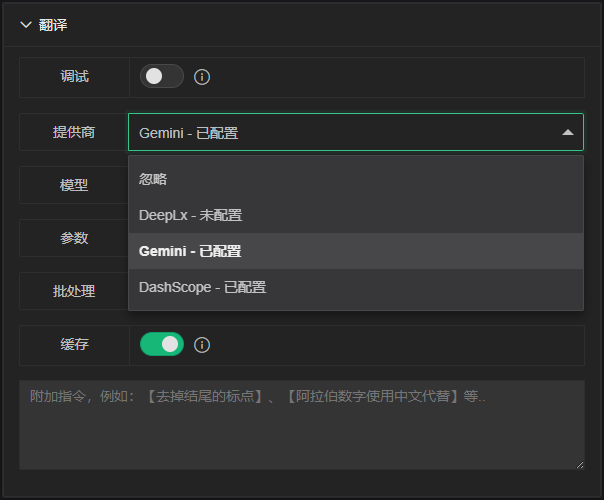 翻译
调试
提供商
Gemini - 已配置
忽略
模型
DeepLx - 未配置
参数
Gemini - 已配置
批处理
DashScope - 已配置
缓存
附加指令，例如：【去掉结尾的标点】、【阿拉伯数字使用中文代替】等..